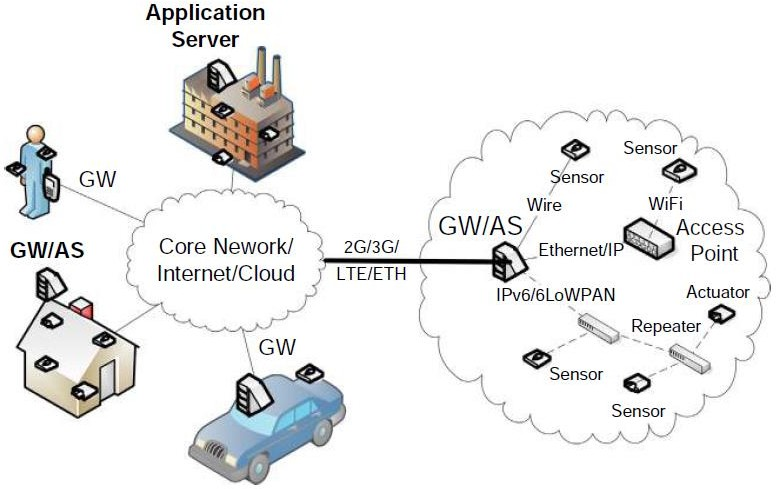 Application
Server
GW
GW/AS
Core Nework/
Internet/Cloud
GW
2G/3G/
LTE/ETH
GW/AS
Sensor
Wire
Sensor
WiFi
Access
Point
Ethernet/IP
IPv6/6LoWPAN
Actuator
Repeater
Sensor
Sensor